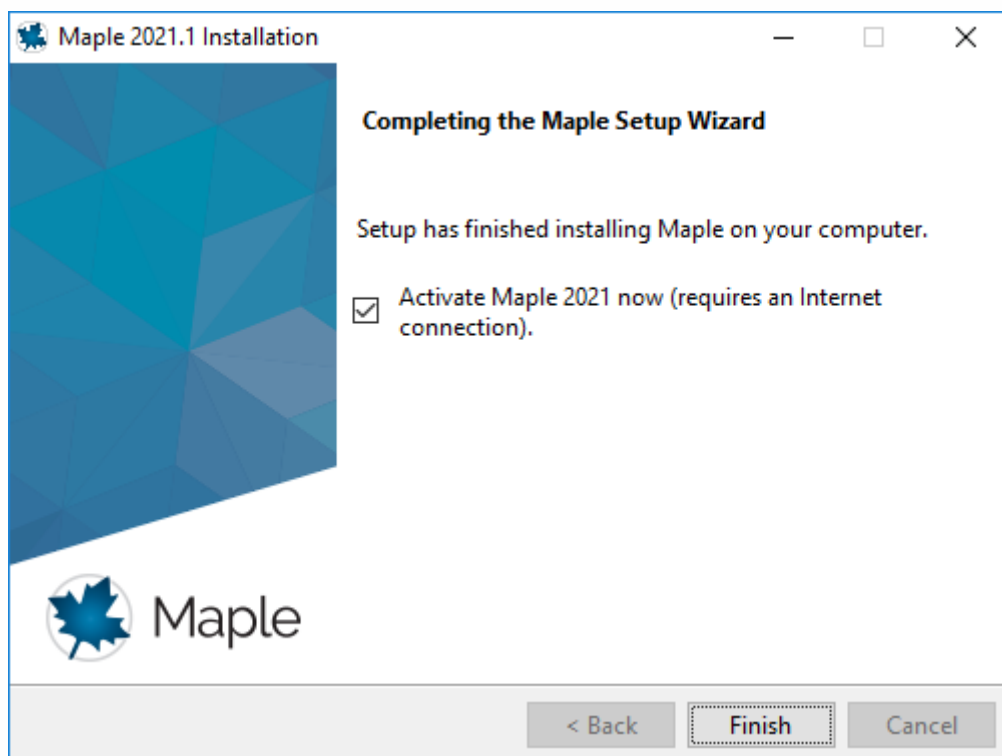 Maple 2021.1 Installation
Completing the Maple Setup Wizard
Setup has finished installing Maple on your computer.
Activate Maple 2021 now (requires an Internet
connection).
Maple
< Back
Finish
Cancel